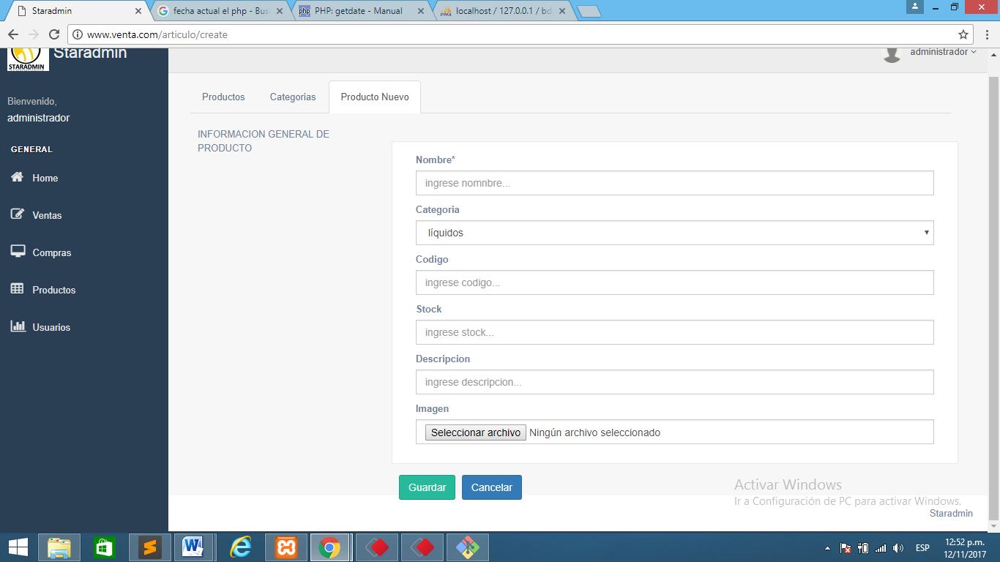 Staradmin
fecha actual el php - Bus
php PHP: getdate - Manual
PMA localhost / 127.0.0.1 / bd
www.venta.com/articulo/create
STARADMIN
Staradmin
administrador
Bienvenido,
administrador
GENERAL
Home
Ventas
Compras
Productos
Usuarios
Productos Categorias Producto Nuevo
INFORMACION GENERAL DE
PRODUCTO
Nombre*
ingrese nomnbre...
Categoria
líquidos
Codigo
ingrese codigo...
Stock
ingrese stock...
Descripcion
ingrese descripcion...
Imagen
Seleccionar archivo Ningún archivo seleccionado
Guardar Cancelar
Activar Windows
Ir a Configuración de PC para activar Windows.
Staradmin
ESP
12:52 p.m.
12/11/2017